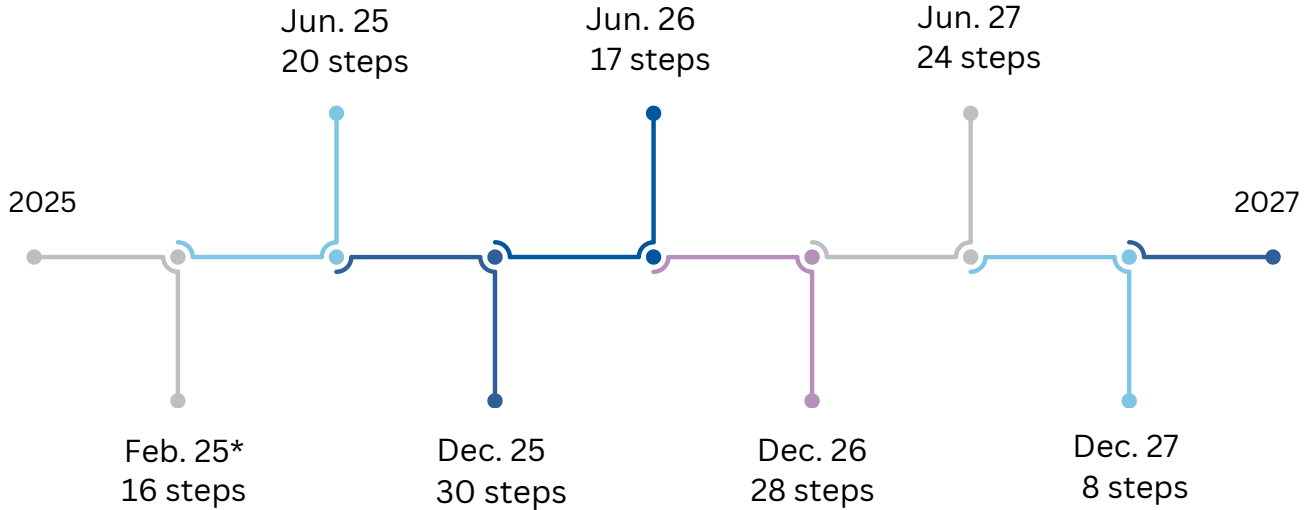 Jun. 25
20 steps
Jun. 26
17 steps
Jun. 27
24 steps
2025
2027
Feb. 25*
16 steps
Dec. 25
30 steps
Dec. 26
28 steps
Dec. 27
8 steps